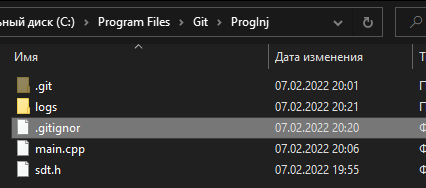 ьный диск (C:) > Program Files > Git > ProgInj
Имя Дата изменения Т
.git 07.02.2022 20:01 Г
logs 07.02.2022 20:21 Г
.gitignor 07.02.2022 20:20 Ф
main.cpp 07.02.2022 20:06 Ф
sdt.h 07.02.2022 19:55 Ф